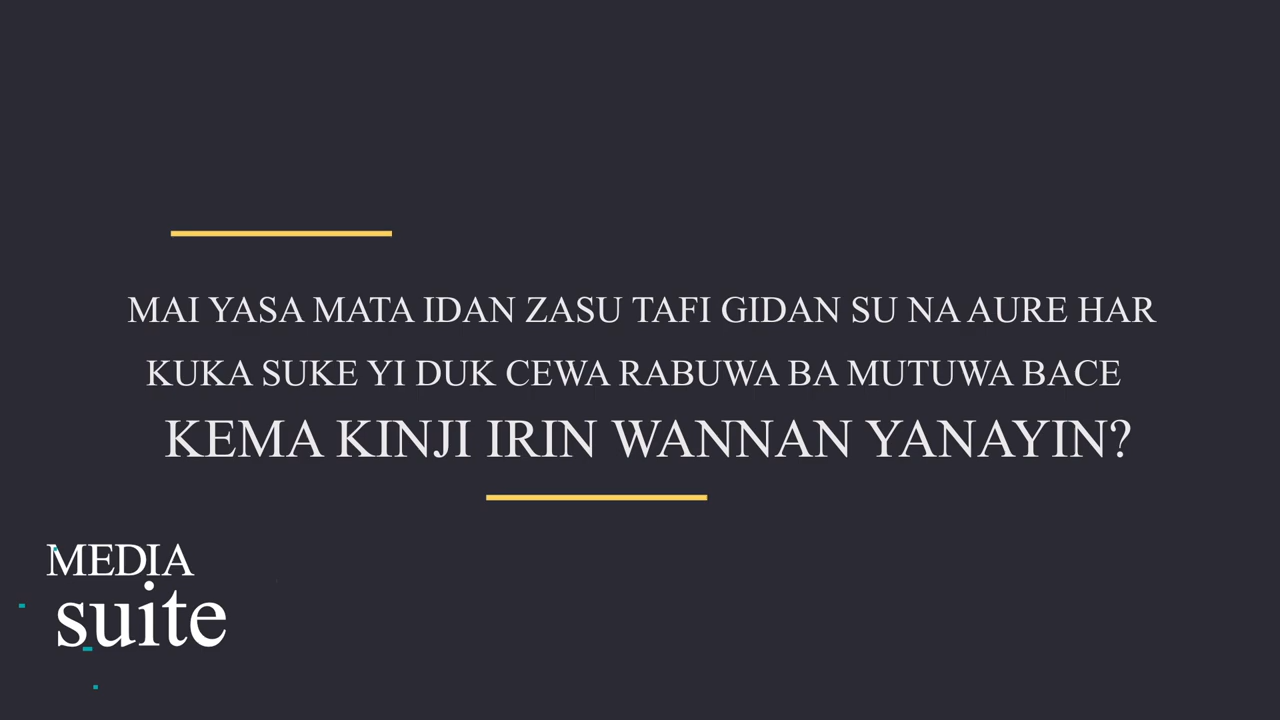 MAI YASA MATA IDAN ZASU TAFI GIDAN SU NA AURE HAR
KUKA SUKE YI DUK CEWA RABUWA BA MUTUWA BACE
KEMA KINJI IRIN WANNAN YANAYIN?
MEDIA
suite